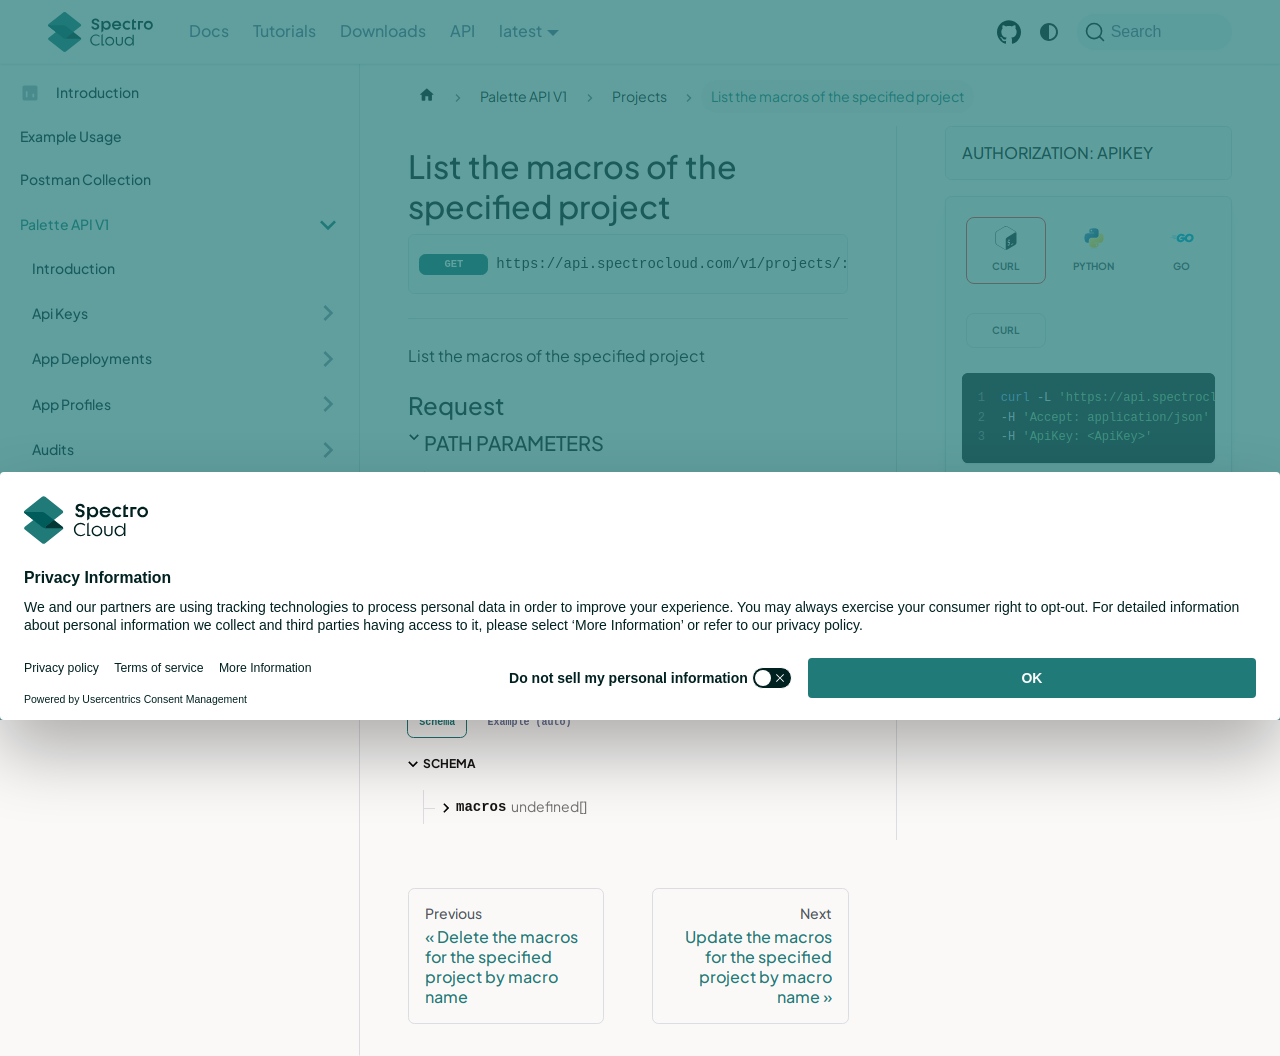 Spectro Cloud
Docs
Tutorials
Downloads
API
latest
Search
Introduction
Example Usage
Postman Collection
Palette API V1
Introduction
Api Keys
App Deployments
App Profiles
Audits
Palette API V1
Projects
List the macros of the specified project
List the macros of the
specified project
GET
https://api.spectrocloud.com/v1/projects/:
List the macros of the specified project
Request
PATH PARAMETERS
AUTHORIZATION: APIKEY
CURL
PYTHON
GO
CURL
1 curl -L 'https://api.spectrocl
2 -H 'Accept: application/json'
3 -H 'ApiKey: <ApiKey>'
Spectro
Cloud
Privacy Information
We and our partners are using tracking technologies to process personal data in order to improve your experience. You may always exercise your consumer right to opt-out. For detailed information
about personal information we collect and third parties having access to it, please select ‘More Information’ or refer to our privacy policy.
Privacy policy
Terms of service
More Information
Powered by Usercentrics Consent Management
Do not sell my personal information
OK
Schema
Example (auto)
SCHEMA
macros undefined[]
Previous
« Delete the macros
for the specified
project by macro
name
Next
Update the macros
for the specified
project by macro
name »